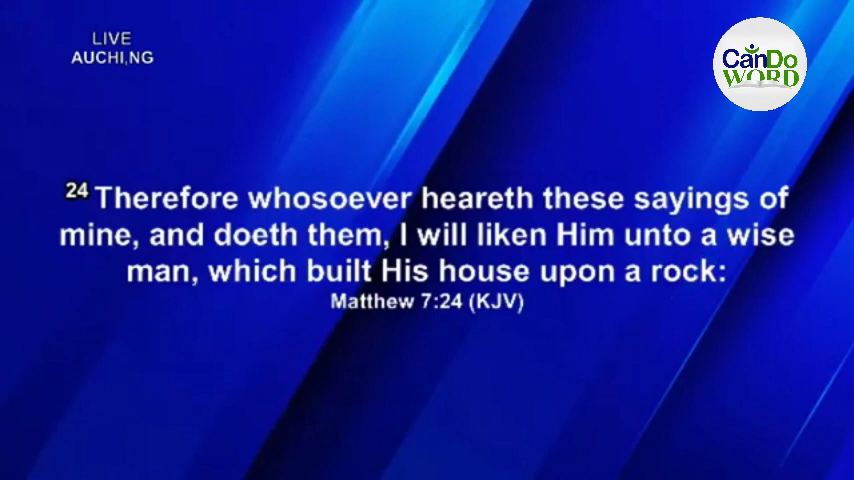 LIVE
AUCHI,NG
CanDo
WORD
24 Therefore whosoever heareth these sayings of
mine, and doeth them, I will liken Him unto a wise
man, which built His house upon a rock:
Matthew 7:24 (KJV)